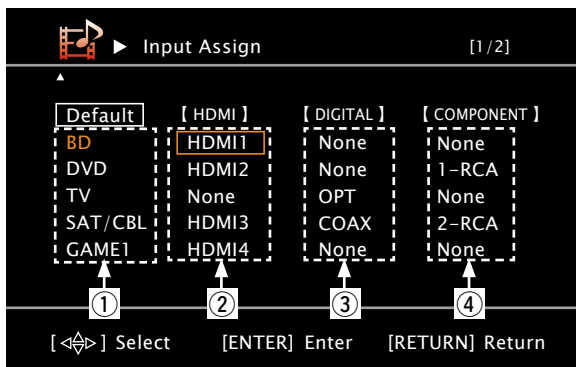 ▶ Input Assign [1/2]
▲
Default 【 HDMI 】 【 DIGITAL 】 【 COMPONENT 】
BD HDMI1 None None
DVD HDMI2 None 1-RCA
TV None OPT None
SAT/CBL HDMI3 COAX 2-RCA
GAME1 HDMI4 None None
① ② ③ ④
[◁△▽▷] Select [ENTER] Enter [RETURN] Return